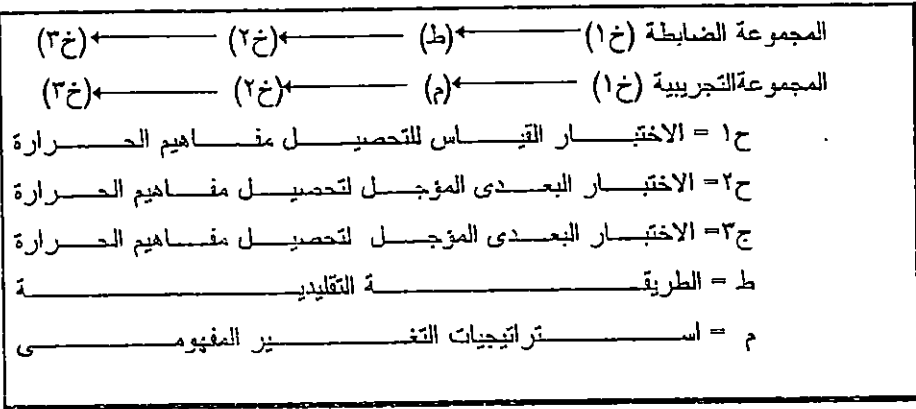 المجموعة الضابطة (خ١) ← (ط) ← (خ٢) ← (خ٣)
المجموعةالتجريبية (خ١) ← (م) ← (خ٢) ← (خ٣)
ح١ = الاختبار القياس للتحصيل مفاهيم الحرارة
ح٢= الاختبار البعدى المؤجل لتحصيل مفاهيم الحرارة
ج٣= الاختبار البعدى المؤجل لتحصيل مفاهيم الحرارة
ط = الطريقة التقليدية
م = استراتيجيات التغير المفهومى